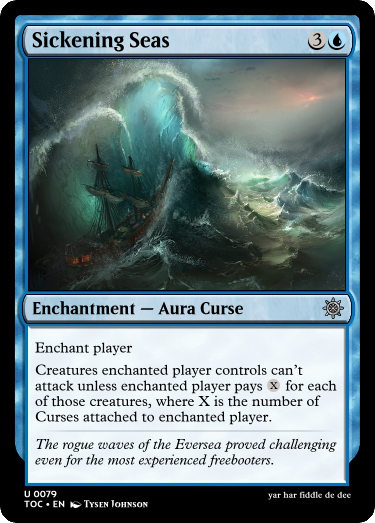 Sickening Seas 3
Enchantment — Aura Curse
Enchant player
Creatures enchanted player controls can't
attack unless enchanted player pays X for each
of those creatures, where X is the number of
Curses attached to enchanted player.
The rogue waves of the Eversea proved challenging
even for the most experienced freebooters.
U 0079
TOC • EN Tysen Johnson
yar har fiddle de dee